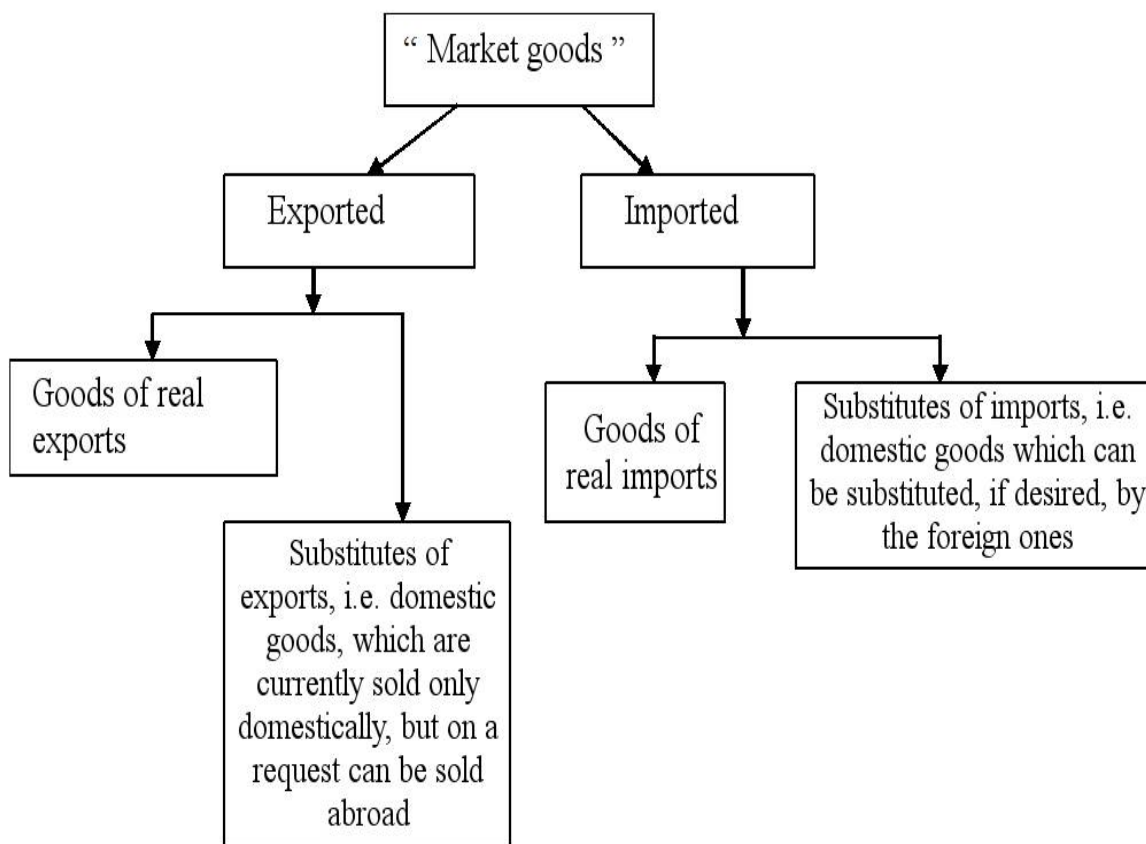 “ Market goods ”
Exported
Imported
Goods of real
exports
Goods of
real imports
Substitutes of imports, i.e.
domestic goods which can
be substituted, if desired, by
the foreign ones
Substitutes of
exports, i.e. domestic
goods, which are
currently sold only
domestically, but on a
request can be sold
abroad